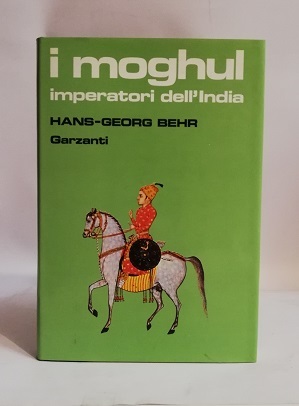 i moghul
imperatori dell'India
HANS-GEORG BEHR
Garzanti